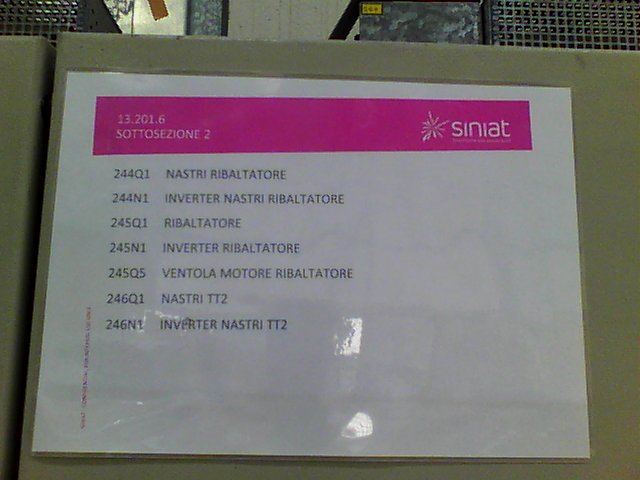 13.201.6
SOTTOSEZIONE 2
siniat
244Q1 NASTRI RIBALTATORE
244N1 INVERTER NASTRI RIBALTATORE
245Q1 RIBALTATORE
245N1 INVERTER RIBALTATORE
245Q5 VENTOLA MOTORE RIBALTATORE
246Q1 NASTRI TT2
246N1 INVERTER NASTRI TT2